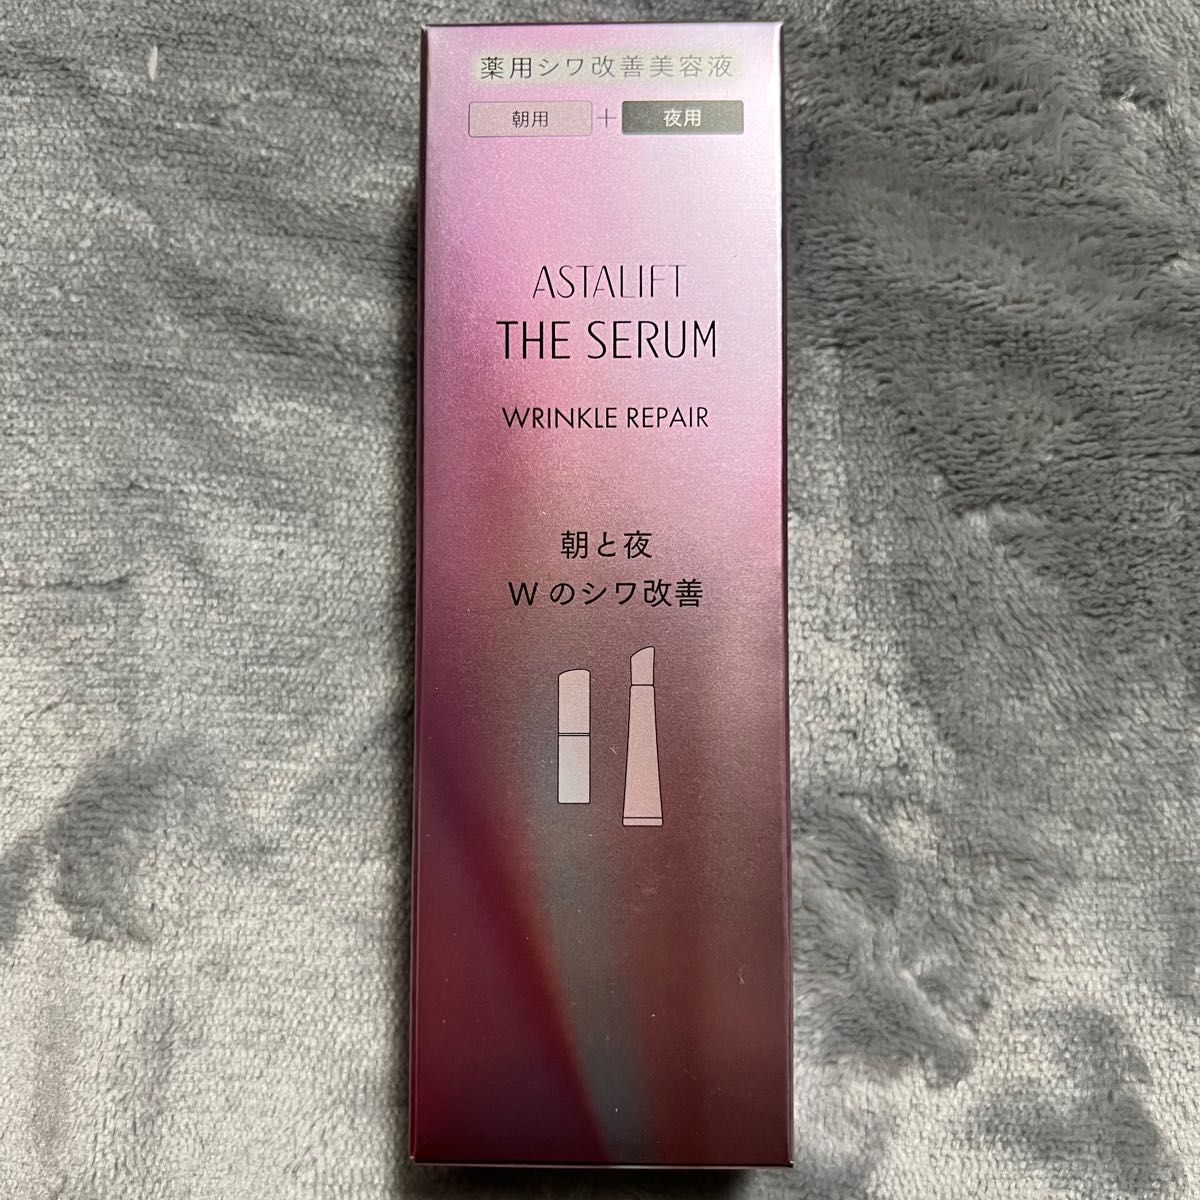 薬用シワ改善美容液
朝用 + 夜用
ASTALIFT
THE SERUM
WRINKLE REPAIR
朝と夜
W のシワ改善